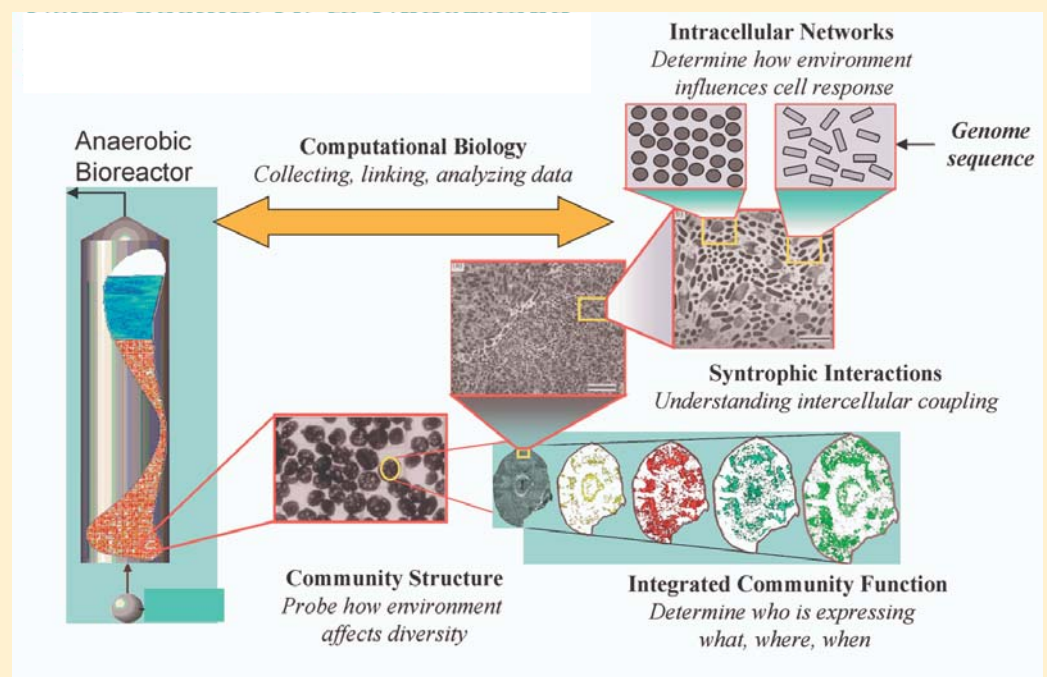 Intracellular Networks
Determine how environment
influences cell response
Anaerobic
Bioreactor
Computational Biology
Collecting, linking, analyzing data
Genome
sequence
Syntrophic Interactions
Understanding intercellular coupling
Community Structure
Probe how environment
affects diversity
Integrated Community Function
Determine who is expressing
what, where, when